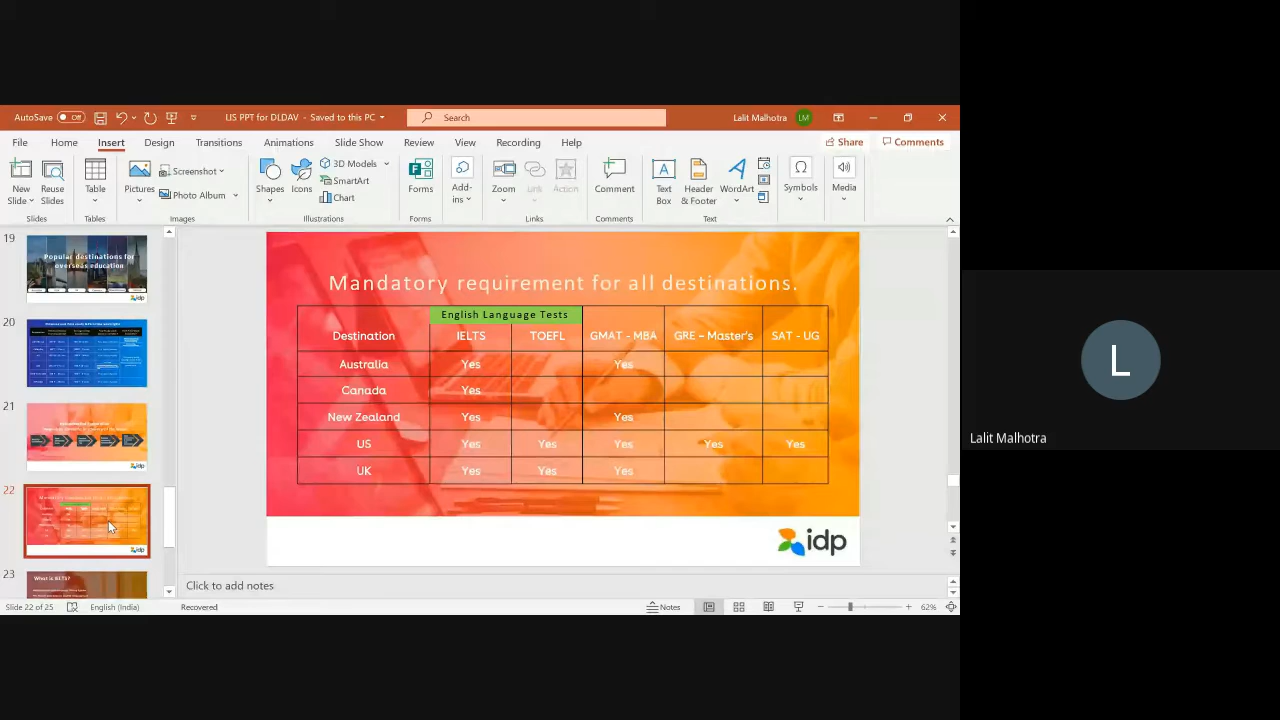 AutoSave Off LIS PPT for DLDAV - Saved to this PC Search Lalit Malhotra LM
File Home Insert Design Transitions Animations Slide Show Review View Recording Help Share Comments
New Slide Reuse Slides Table Pictures Screenshot Photo Album Shapes Icons 3D Models SmartArt Chart Forms Add-ins Zoom Link Action Comment Text Box Header & Footer WordArt Symbols Media
Slides Tables Images Illustrations Forms Links Comments Text
19
Popular destinations for
overseas education
idp
20
21
idp
22
idp
23
What is IELTS?
Mandatory requirement for all destinations.
English Language Tests
Destination IELTS TOEFL GMAT - MBA GRE – Master's SAT - UG
Australia Yes Yes
Canada Yes
New Zealand Yes Yes
US Yes Yes Yes Yes Yes
UK Yes Yes Yes
idp
Click to add notes
Slide 22 of 25 English (India) Recovered Notes 62%
L
Lalit Malhotra